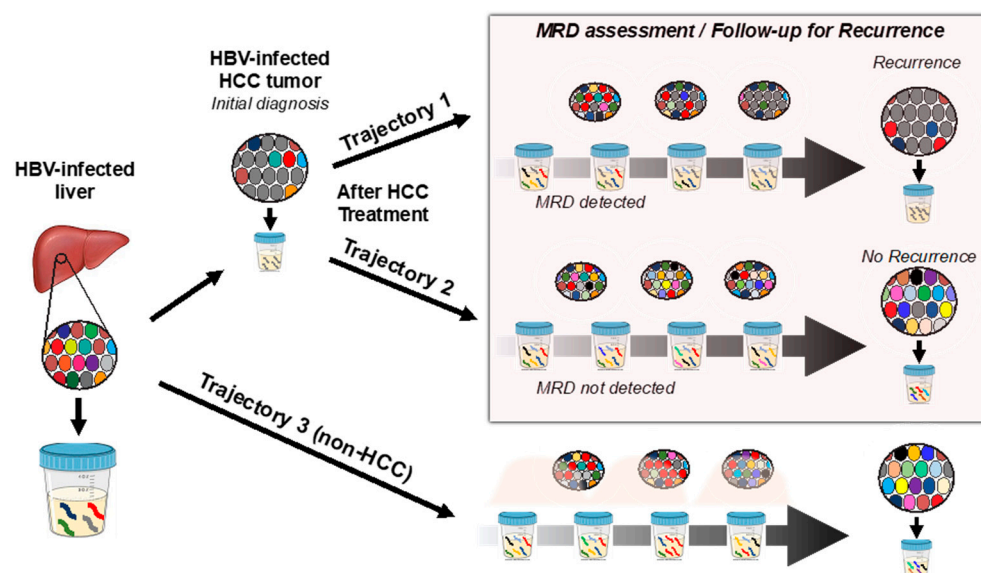 MRD assessment / Follow-up for Recurrence
HBV-infected
HCC tumor
Initial diagnosis
Trajectory 1
Recurrence
HBV-infected
liver
After HCC
Treatment
MRD detected
Trajectory 2
No Recurrence
MRD not detected
Trajectory 3 (non-HCC)